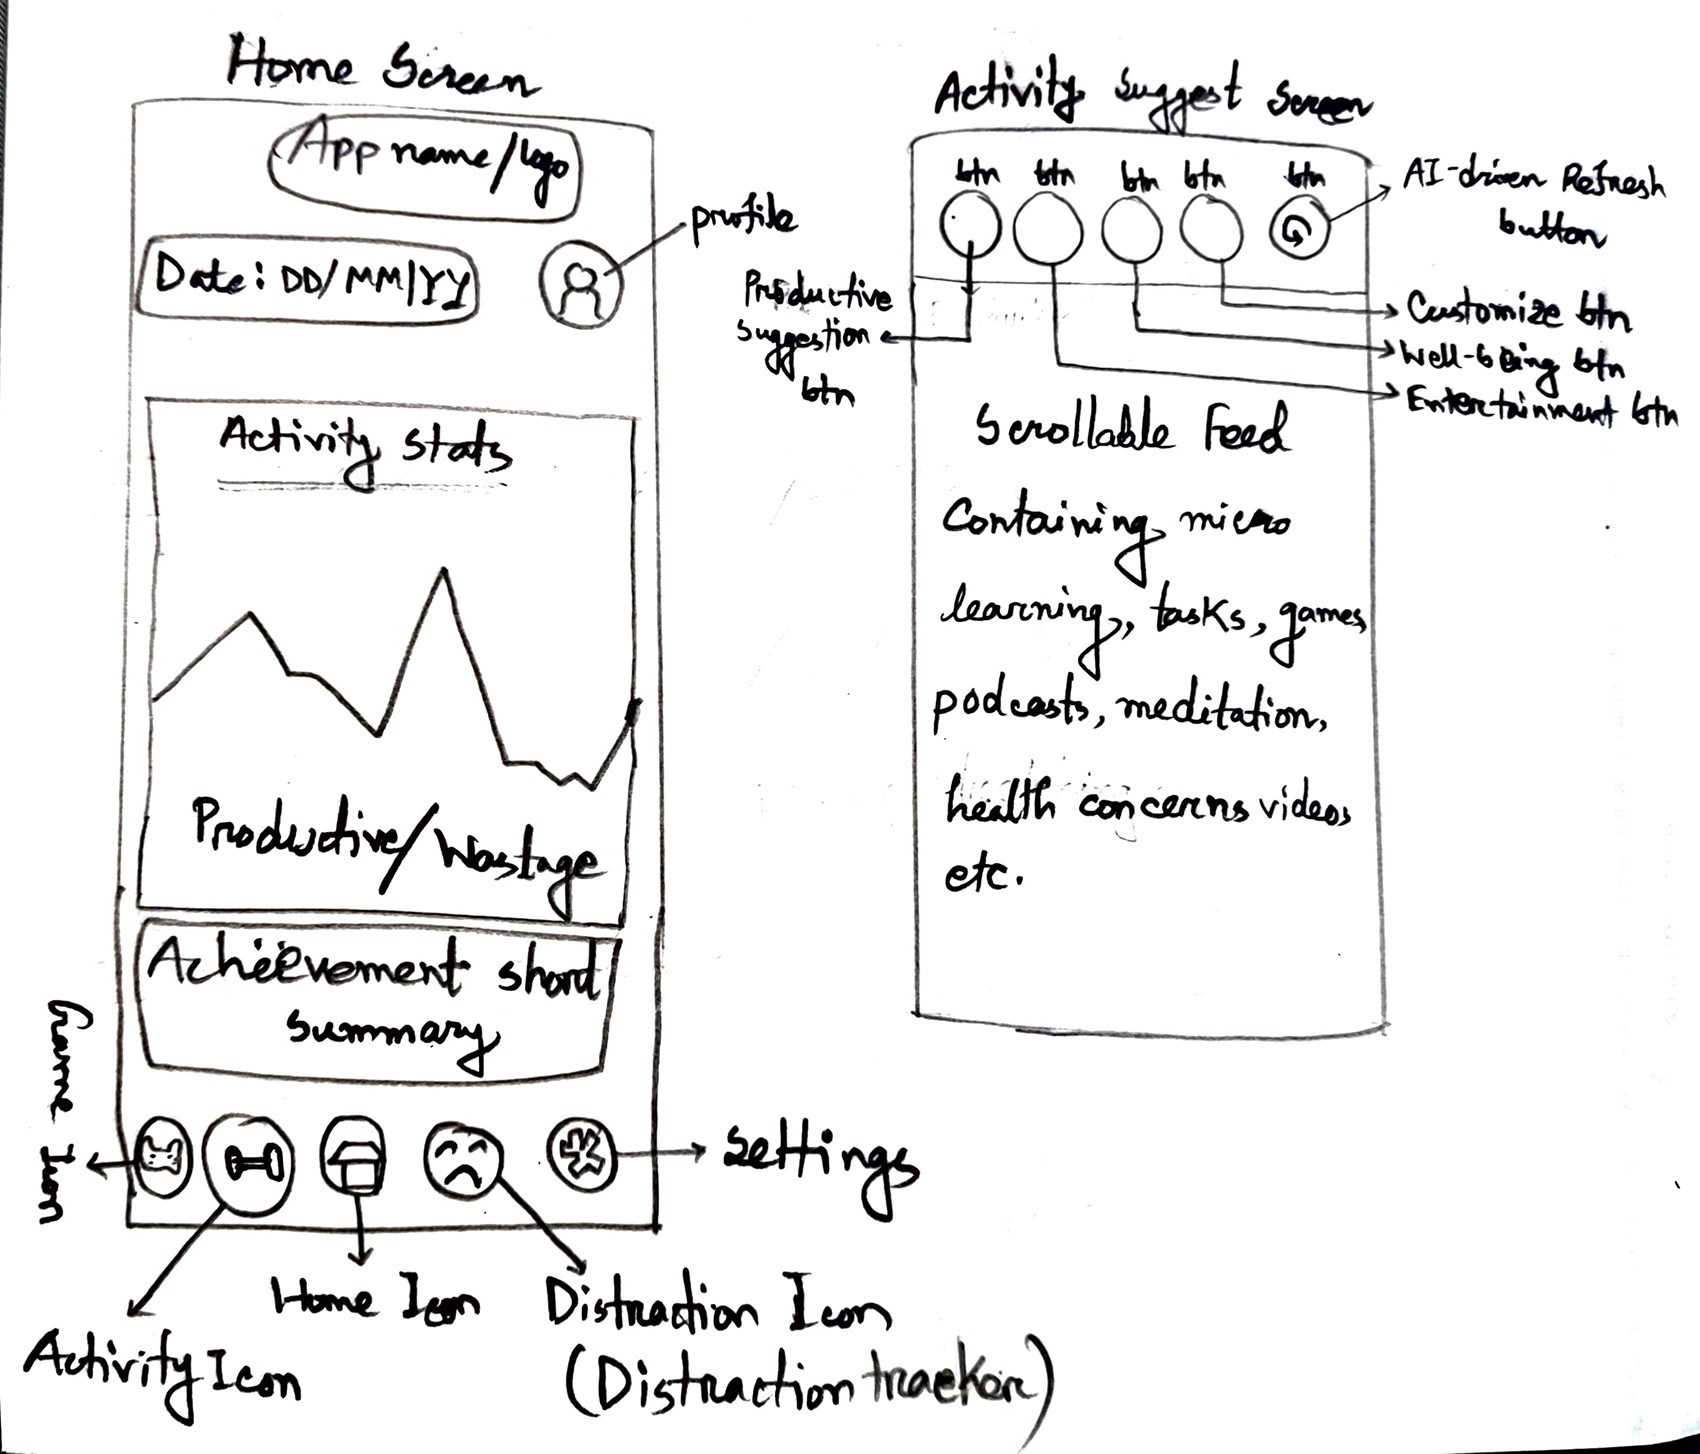 Home Screen
App name/logo
Date: DD/MM/YY
profile
Activity stats
Productive/Wastage
Achieevement short
summary
Game Icon
settings
Home Icon
Distraction Icon
(Distraction tracker)
Activity Icon
Activity Suggest Screen
btn btn btn btn btn
AI-driven Refresh
button
Productive
suggestion
btn
Customize btn
Well-being btn
Entertainment btn
Scrollable Feed
Containing micro
learning, tasks, games,
podcasts, meditation,
health concerns videos
etc.